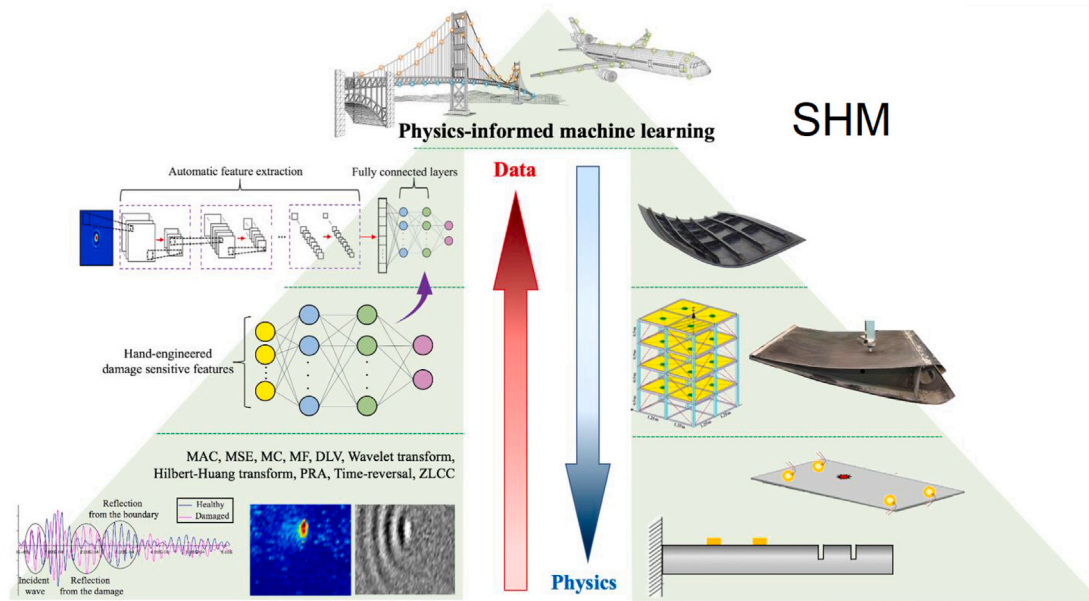 SHM
Physics-informed machine learning
Data
Automatic feature extraction
Fully connected layers
Hand-engineered
damage sensitive features
MAC, MSE, MC, MF, DLV, Wavelet transform,
Hilbert-Huang transform, PRA, Time-reversal, ZLCC
Reflection
from the boundary
Healthy
Damaged
Incident
wave
Reflection
from the damage
Physics